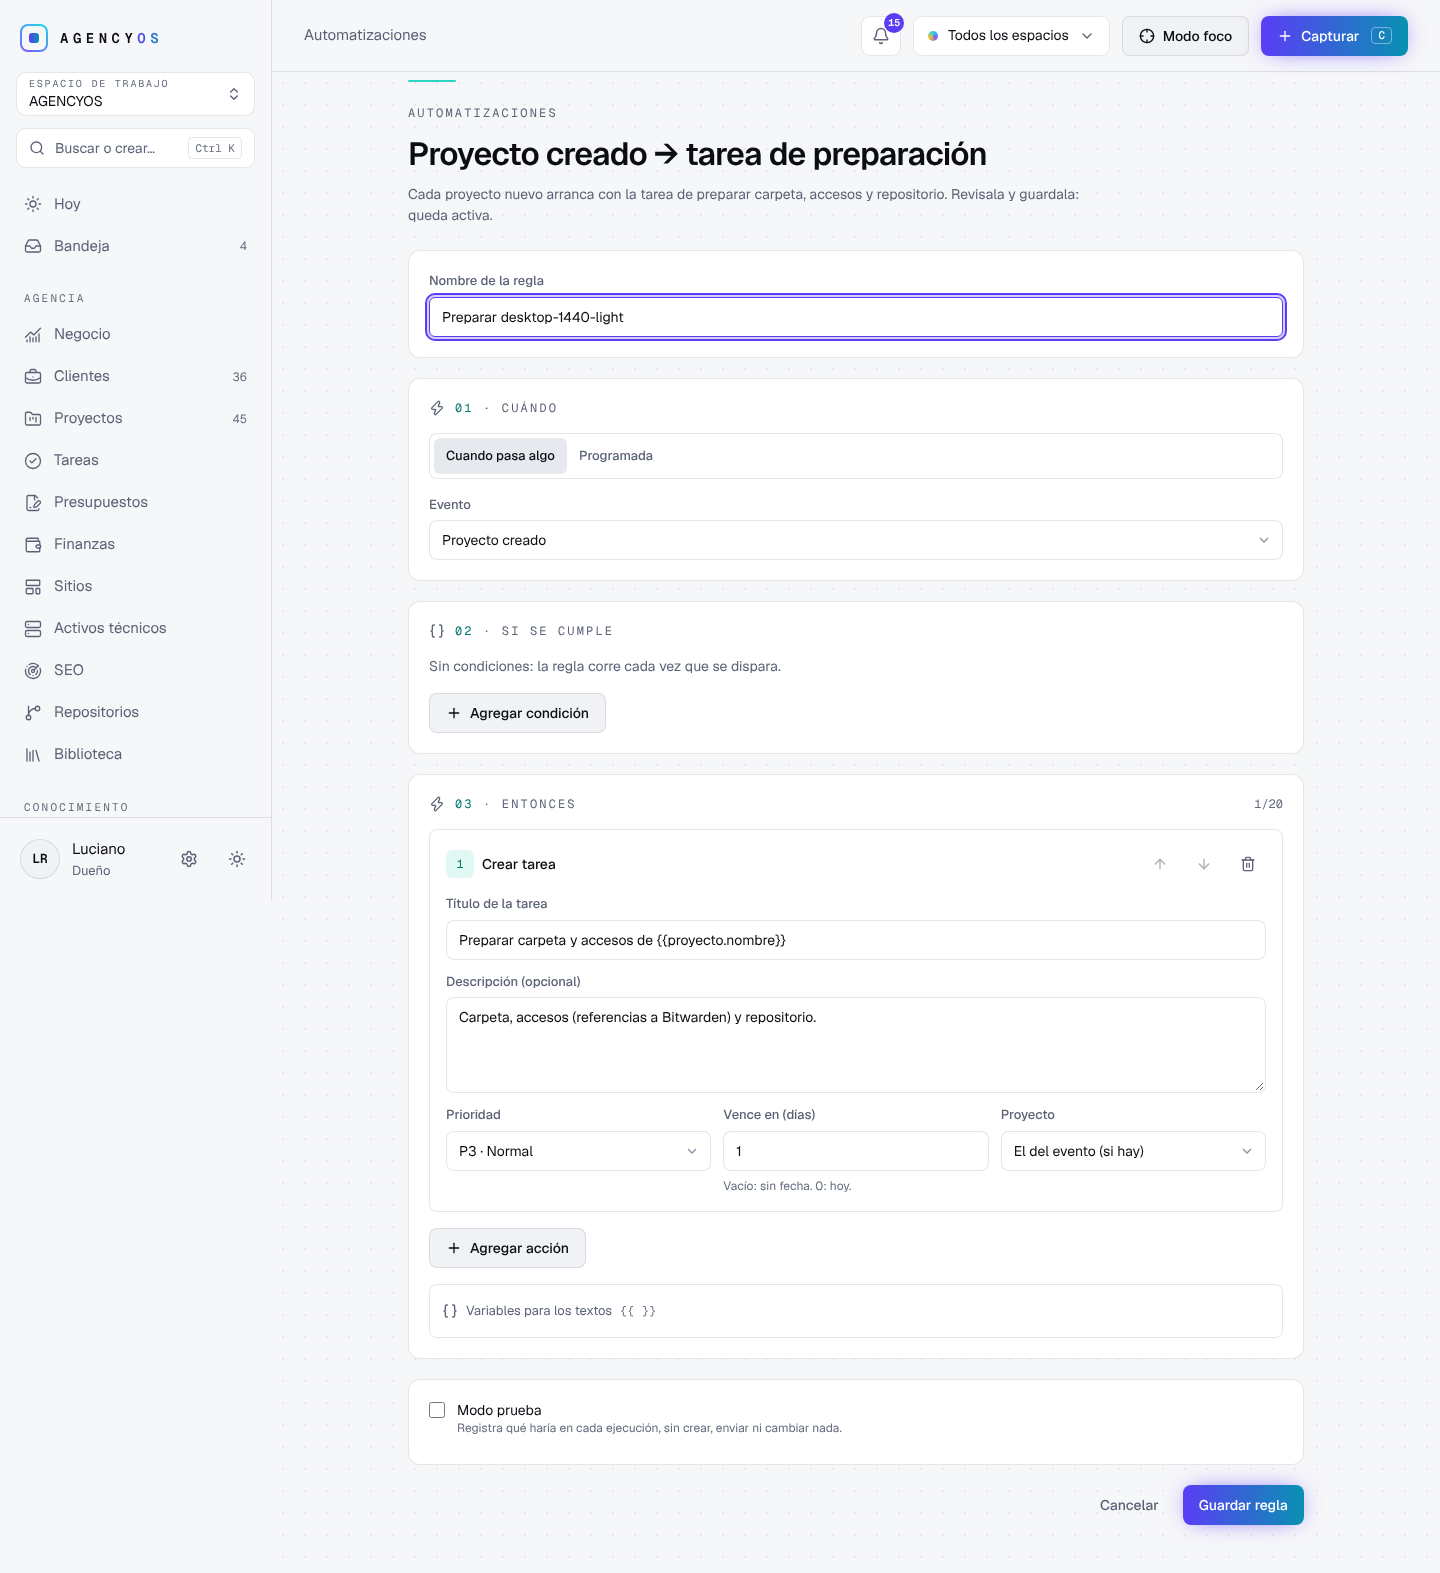 AGENCYOS
ESPACIO DE TRABAJO
AGENCYOS
Buscar o crear...
Ctrl K
Hoy
Bandeja 4
AGENCIA
Negocio
Clientes 36
Proyectos 45
Tareas
Presupuestos
Finanzas
Sitios
Activos técnicos
SEO
Repositorios
Biblioteca
CONOCIMIENTO
LR
Luciano
Dueño
Automatizaciones
15
Todos los espacios
Modo foco
Capturar C
AUTOMATIZACIONES
Proyecto creado → tarea de preparación
Cada proyecto nuevo arranca con la tarea de preparar carpeta, accesos y repositorio. Revisala y guardala:
queda activa.
Nombre de la regla
Preparar desktop-1440-light
01 · CUÁNDO
Cuando pasa algo
Programada
Evento
Proyecto creado
{} 02 · SI SE CUMPLE
Sin condiciones: la regla corre cada vez que se dispara.
+ Agregar condición
03 · ENTONCES 1/20
1 Crear tarea
Título de la tarea
Preparar carpeta y accesos de {{proyecto.nombre}}
Descripción (opcional)
Carpeta, accesos (referencias a Bitwarden) y repositorio.
Prioridad
P3 · Normal
Vence en (días)
1
Vacío: sin fecha. 0: hoy.
Proyecto
El del evento (si hay)
+ Agregar acción
{} Variables para los textos {{ }}
Modo prueba
Registra qué haría en cada ejecución, sin crear, enviar ni cambiar nada.
Cancelar
Guardar regla